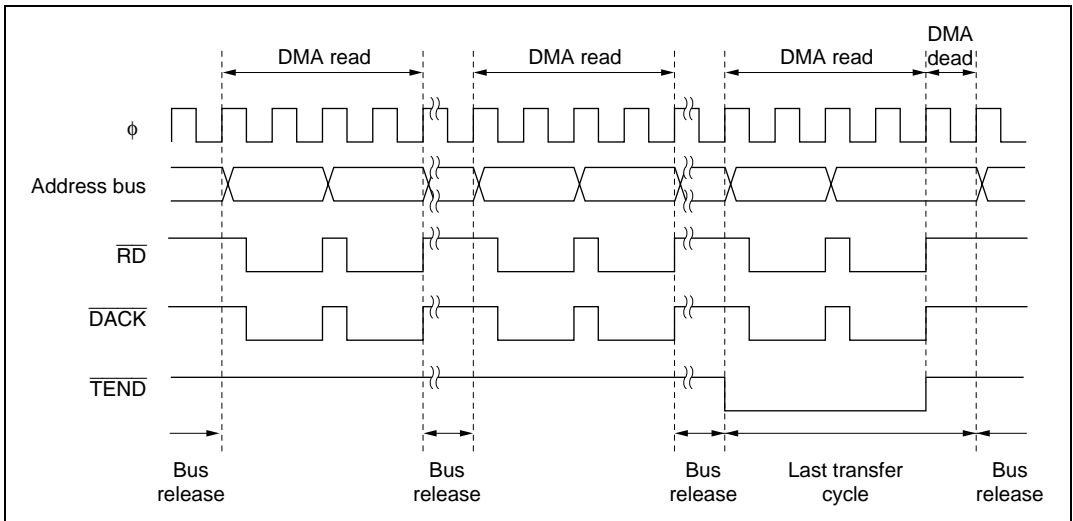 DMA read
DMA read
DMA read
DMA
dead
φ
Address bus
RD
DACK
TEND
Bus
release
Bus
release
Bus
release
Last transfer
cycle
Bus
release